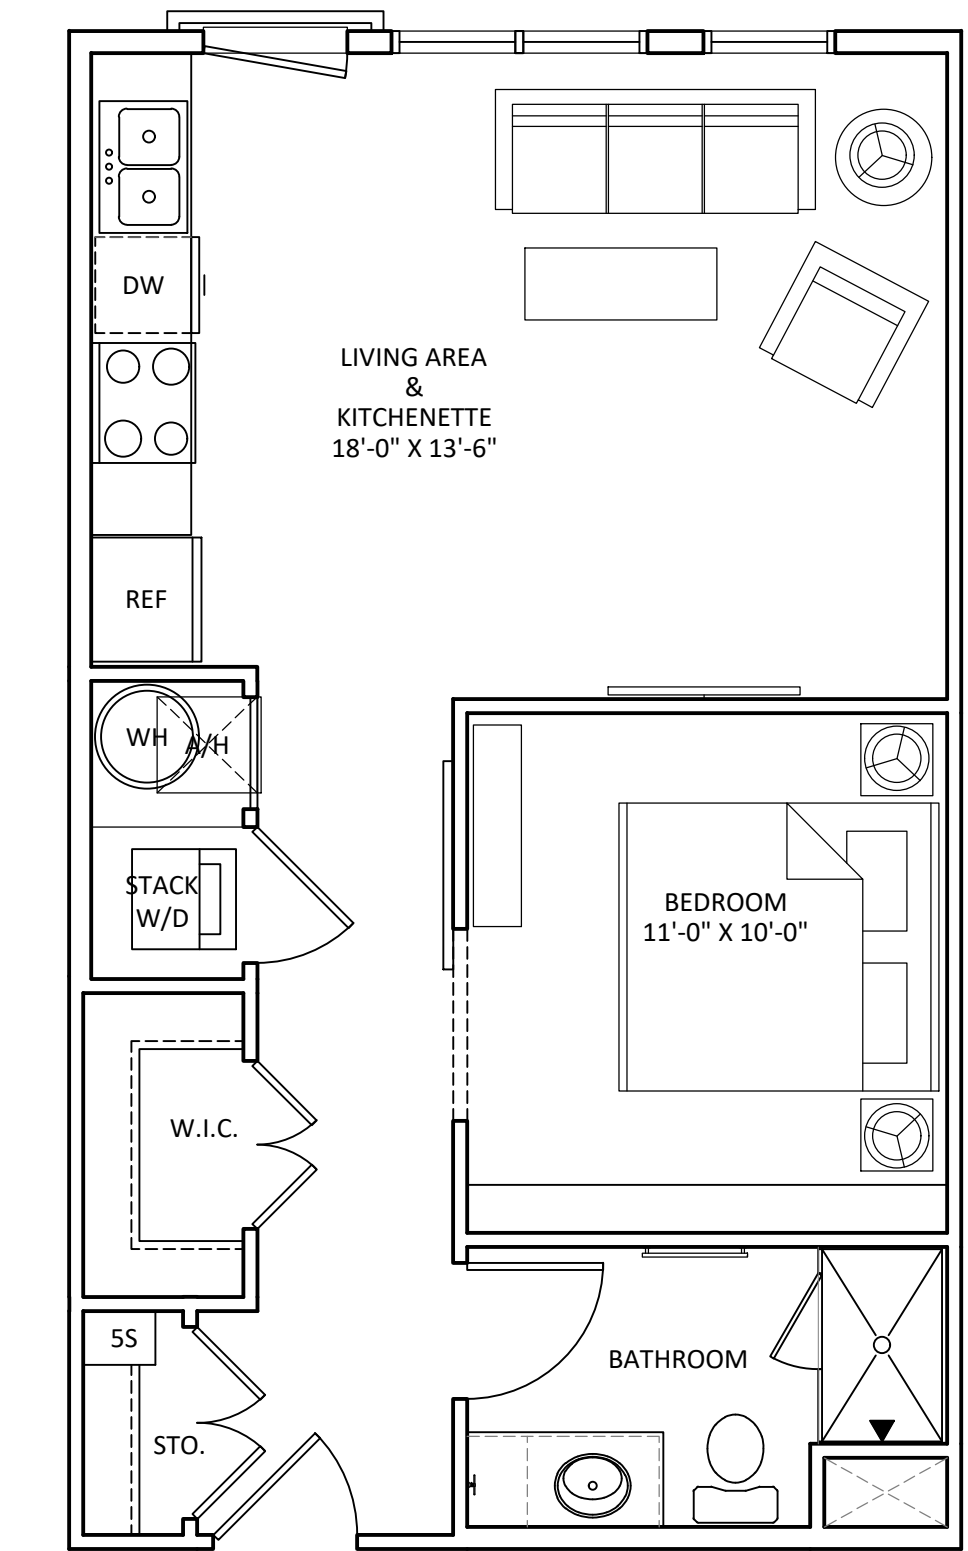 DW
LIVING AREA
&
KITCHENETTE
18'-0" X 13'-6"
REF
WH
A/H
STACK
W/D
BEDROOM
11'-0" X 10'-0"
W.I.C.
5S
BATHROOM
STO.